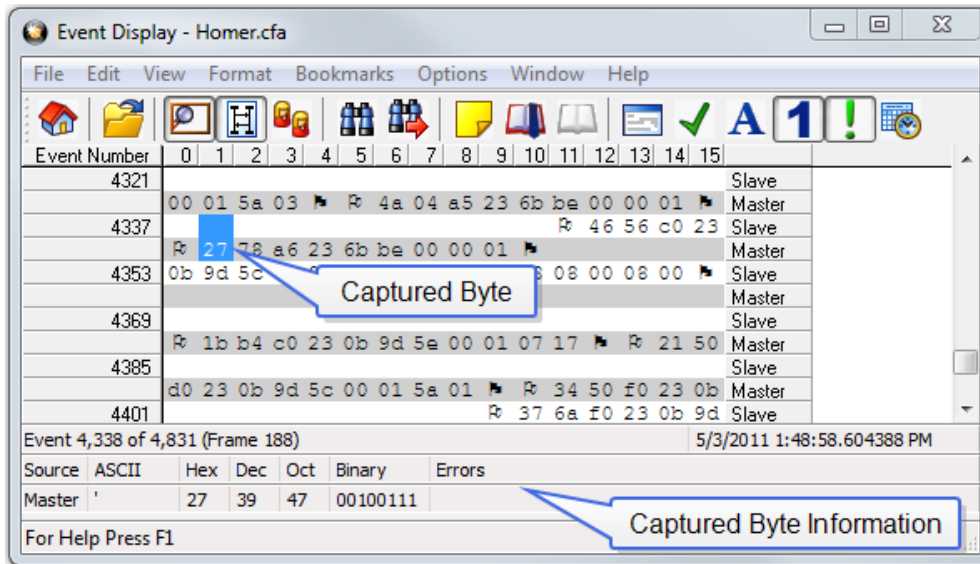 Event Display - Homer.cfa
File Edit View Format Bookmarks Options Window Help
Event Number 0 1 2 3 4 5 6 7 8 9 10 11 12 13 14 15
4321 Slave
00 01 5a 03 4a 04 a5 23 6b be 00 00 01 Master
4337 46 56 c0 23 Slave
27 78 a6 23 6b be 00 00 01 Master
4353 0b 9d 5c 08 00 08 00 Slave
Captured Byte
Master
4369 Slave
1b b4 c0 23 0b 9d 5e 00 01 07 17 21 50 Master
4385 Slave
d0 23 0b 9d 5c 00 01 5a 01 34 50 f0 23 0b Master
4401 37 6a f0 23 0b 9d Slave
Event 4,338 of 4,831 (Frame 188) 5/3/2011 1:48:58.604388 PM
Source ASCII Hex Dec Oct Binary Errors
Master ' 27 39 47 00100111
Captured Byte Information
For Help Press F1